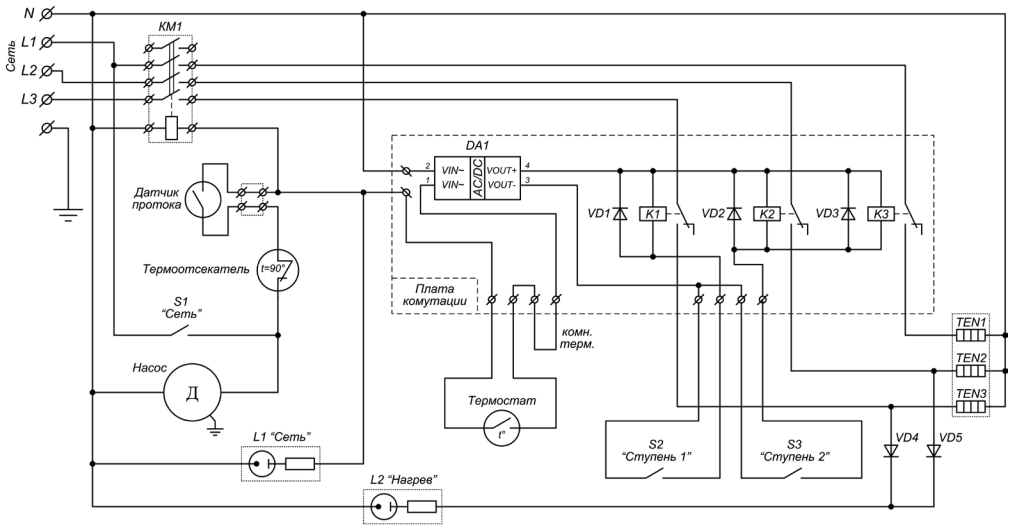 N
Сеть
L1
L2
L3
КМ1
DA1
2
1
VIN~
VIN~
AC/DC
VOUT+
VOUT-
4
3
Датчик
протока
VD1
K1
VD2
K2
VD3
K3
Термоотсекатель
t=90°
Плата
комутации
S1
"Сеть"
комн.
терм.
TEN1
TEN2
TEN3
Насос
Д
Термостат
t°
L1 "Сеть"
S2
"Ступень 1"
S3
"Ступень 2"
VD4
VD5
L2 "Нагрев"